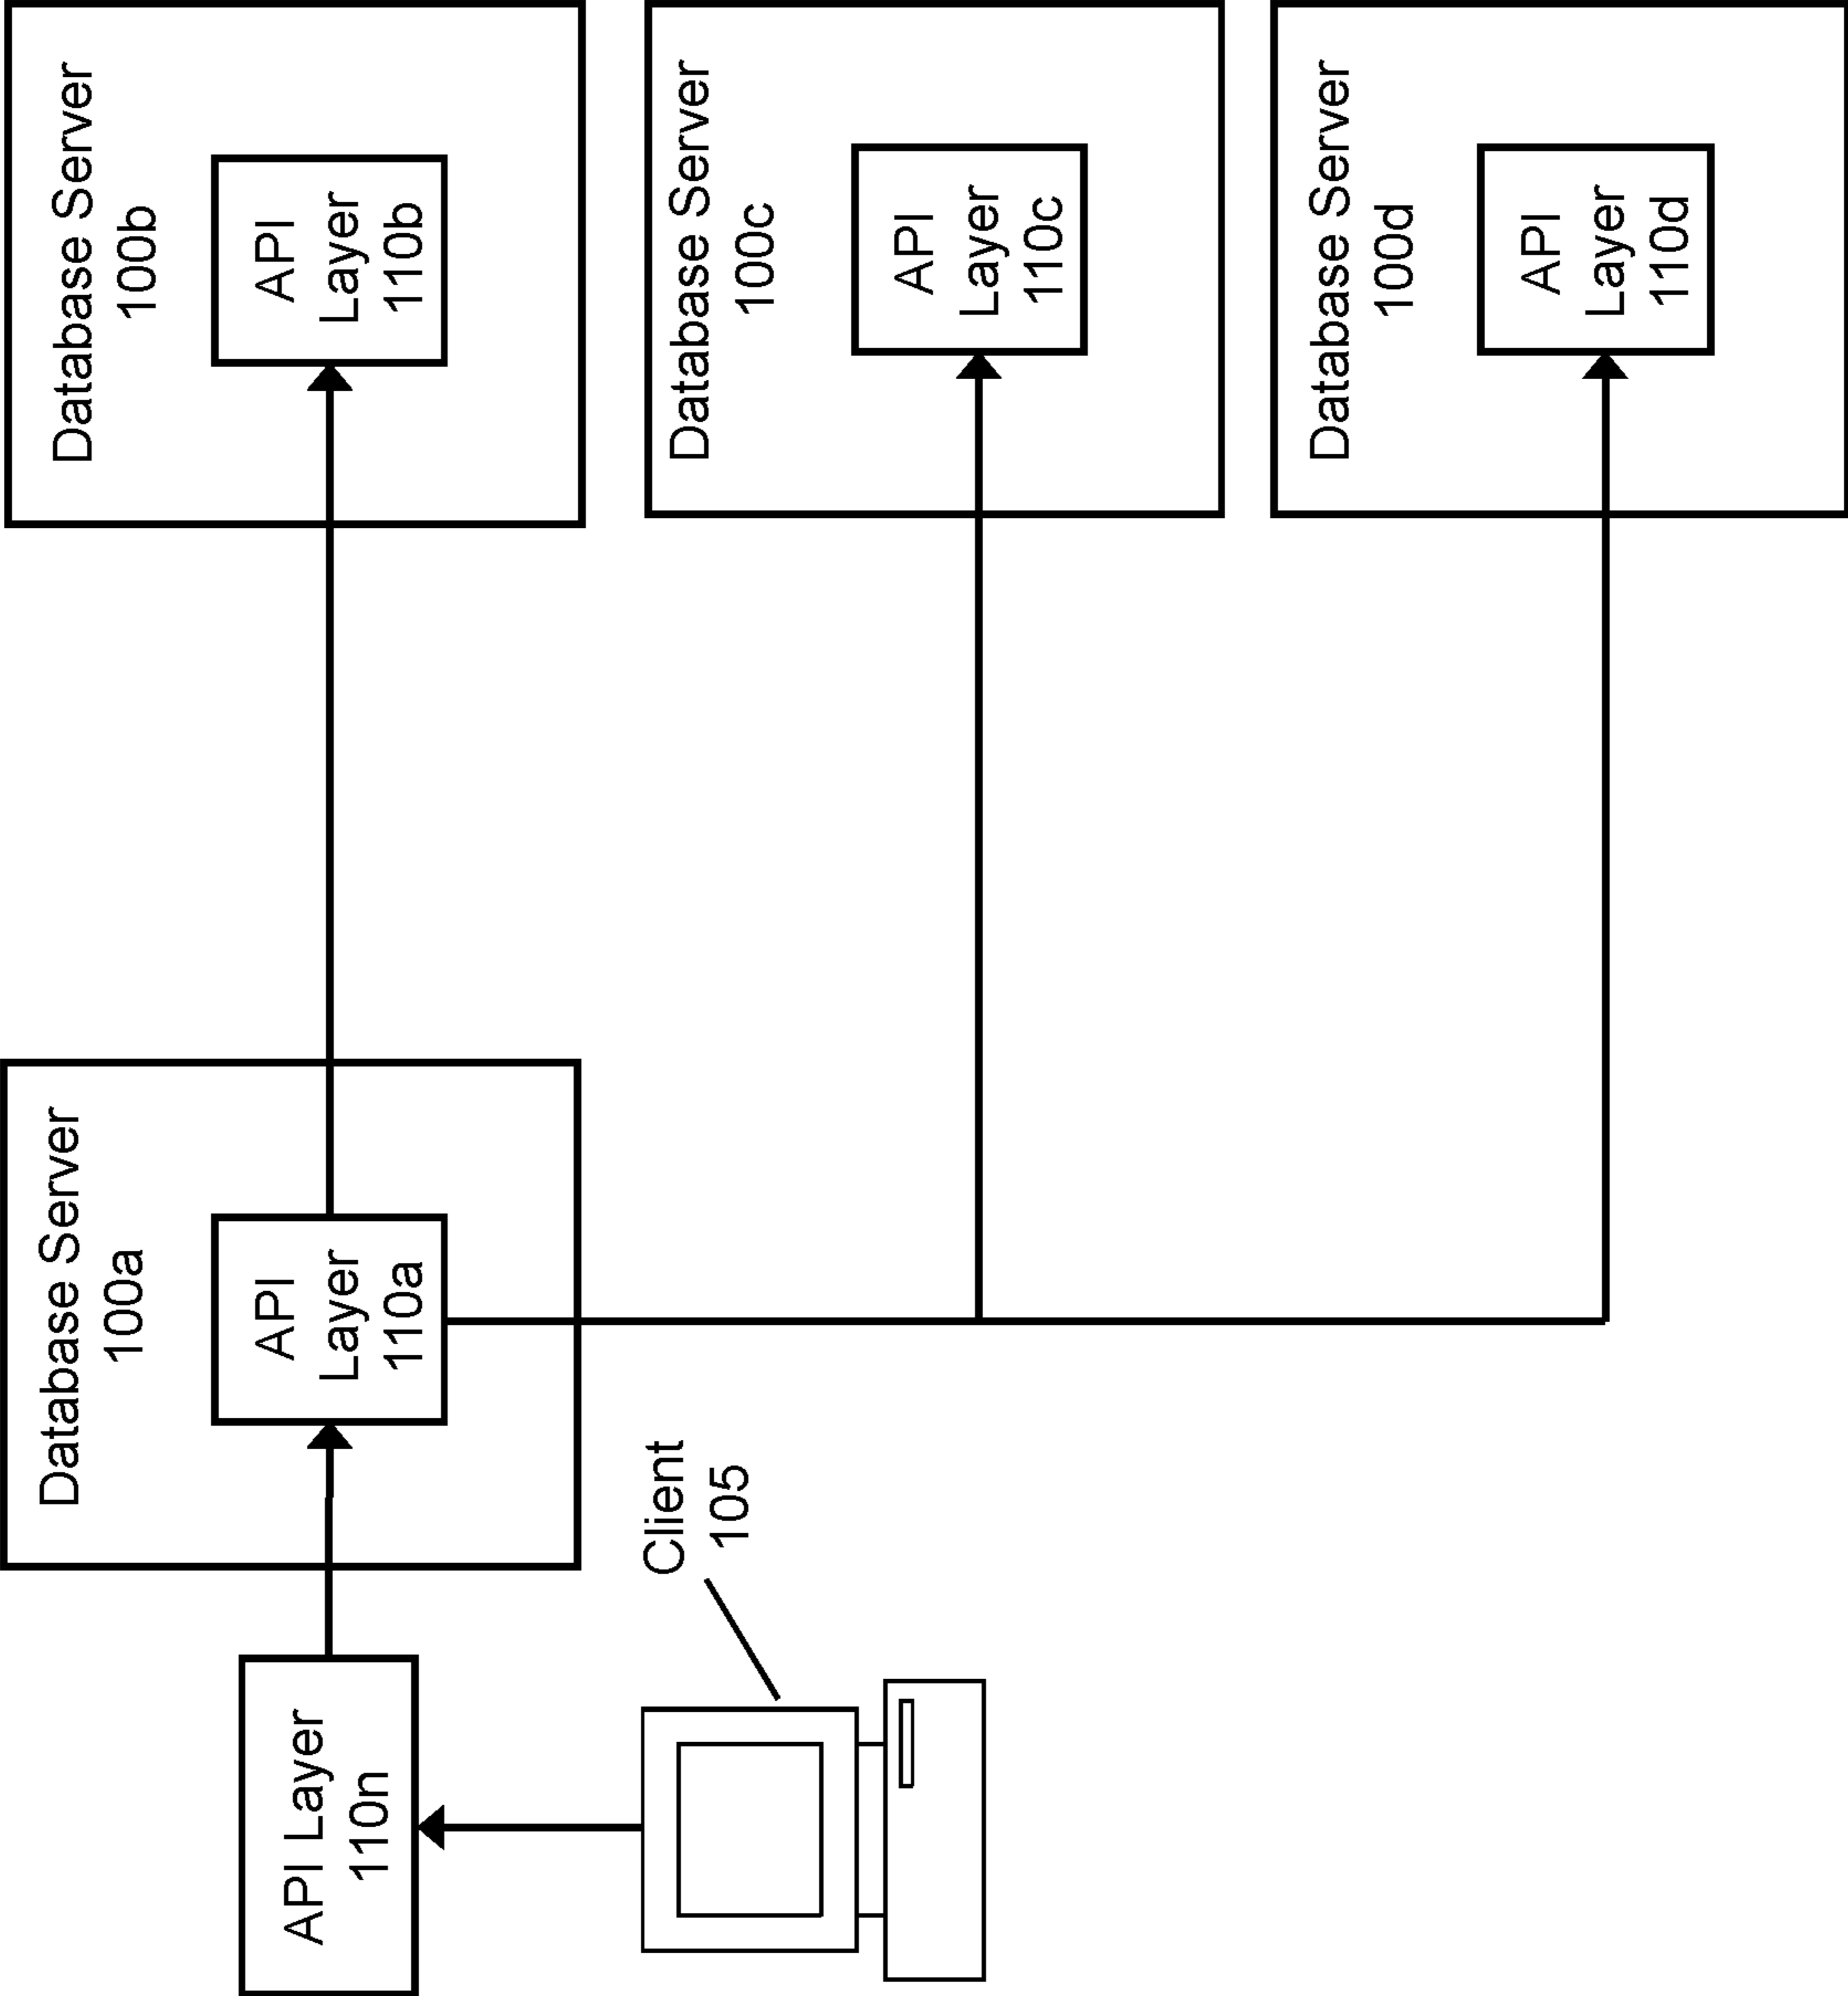 Database Server
100a
API
Layer
110a
API Layer
110n
Client
105
Database Server
100b
API
Layer
110b
Database Server
100c
API
Layer
110c
Database Server
100d
API
Layer
110d